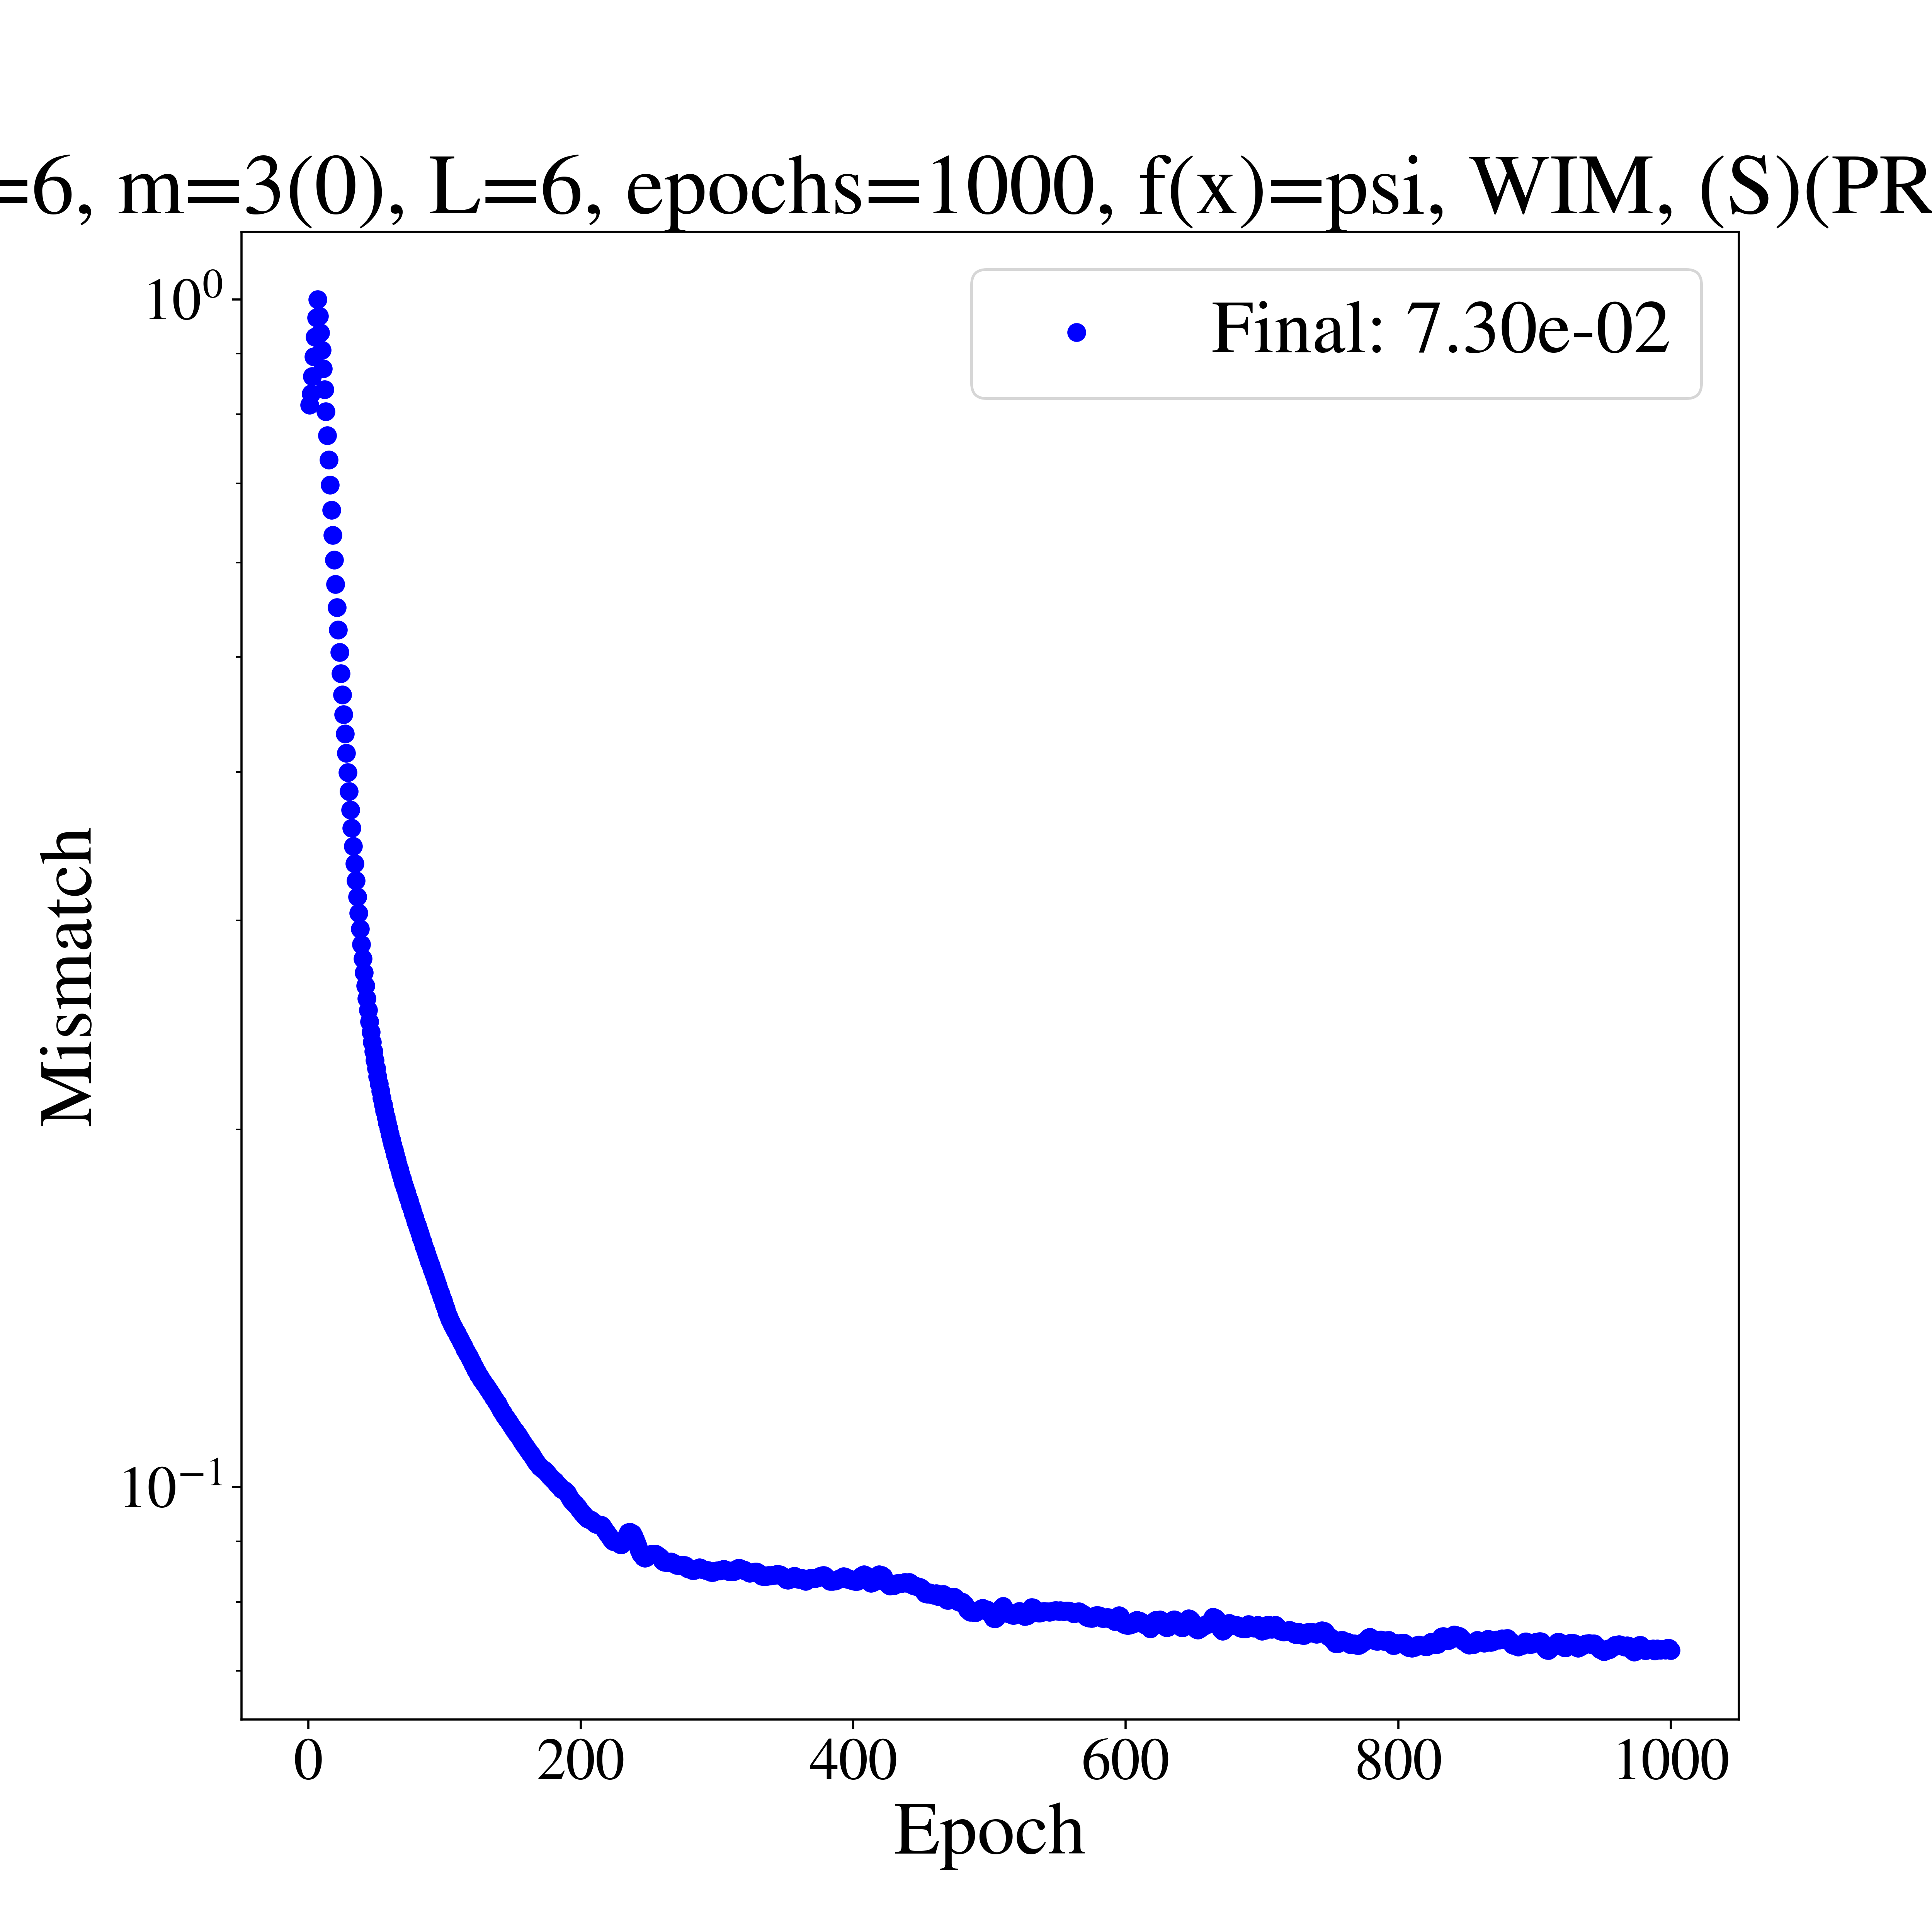 =6, m=3(0), L=6, epochs=1000, f(x)=psi, WIM, (S)(PR
10⁰
Final: 7.30e-02
Mismatch
10⁻¹
0 200 400 600 800 1000
Epoch